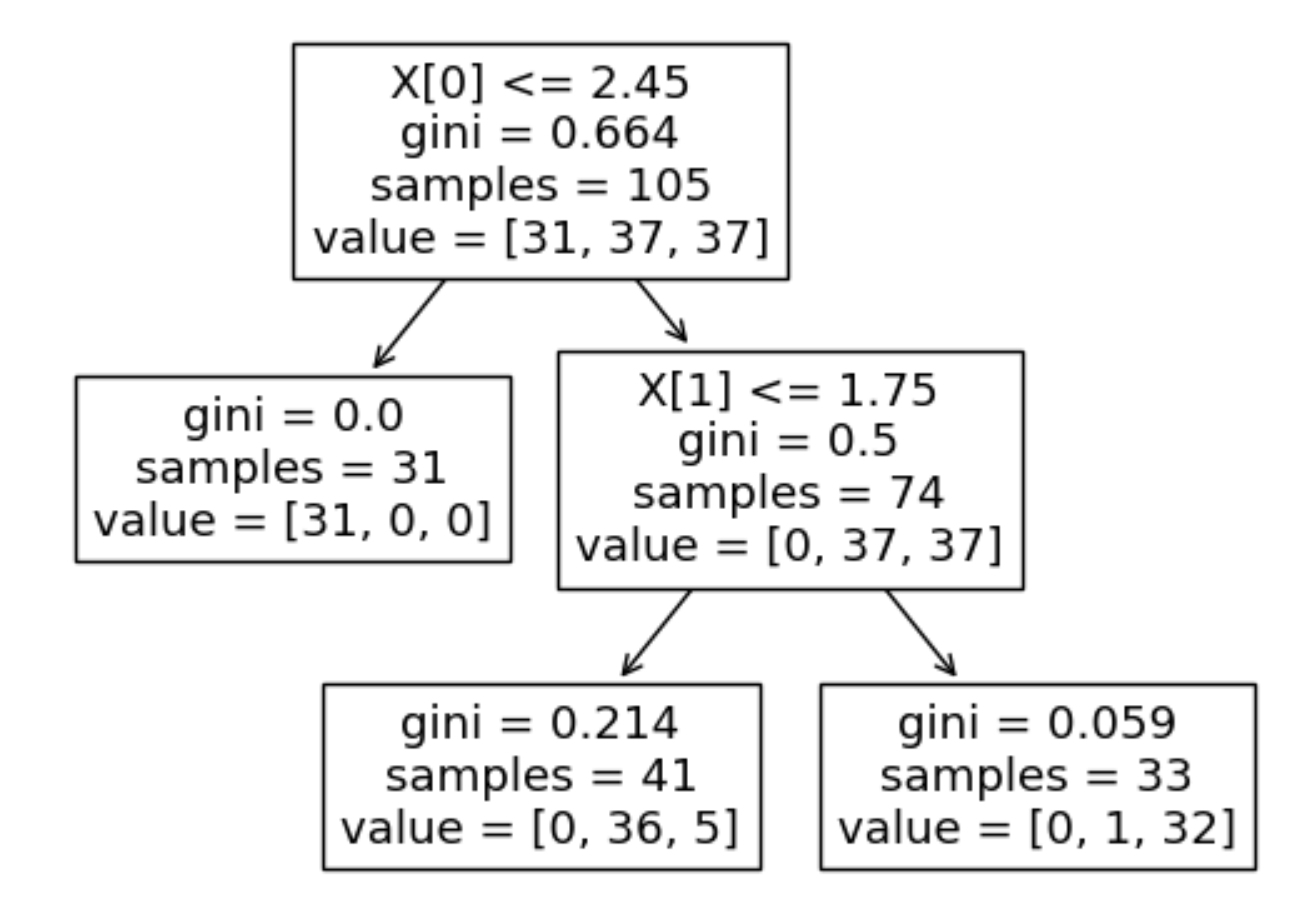 X[0] <= 2.45
gini = 0.664
samples = 105
value = [31, 37, 37]
gini = 0.0
samples = 31
value = [31, 0, 0]
X[1] <= 1.75
gini = 0.5
samples = 74
value = [0, 37, 37]
gini = 0.214
samples = 41
value = [0, 36, 5]
gini = 0.059
samples = 33
value = [0, 1, 32]